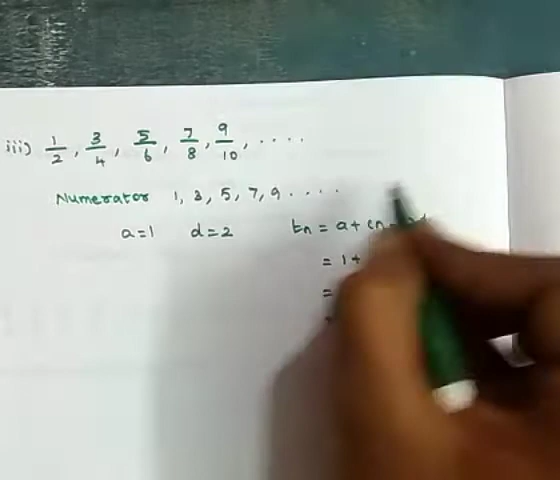 iii) 1/2, 3/4, 5/6, 7/8, 9/10, ....
Numerator 1, 3, 5, 7, 9 ....
a=1 d=2 tn = a + (n-
= 1+
=